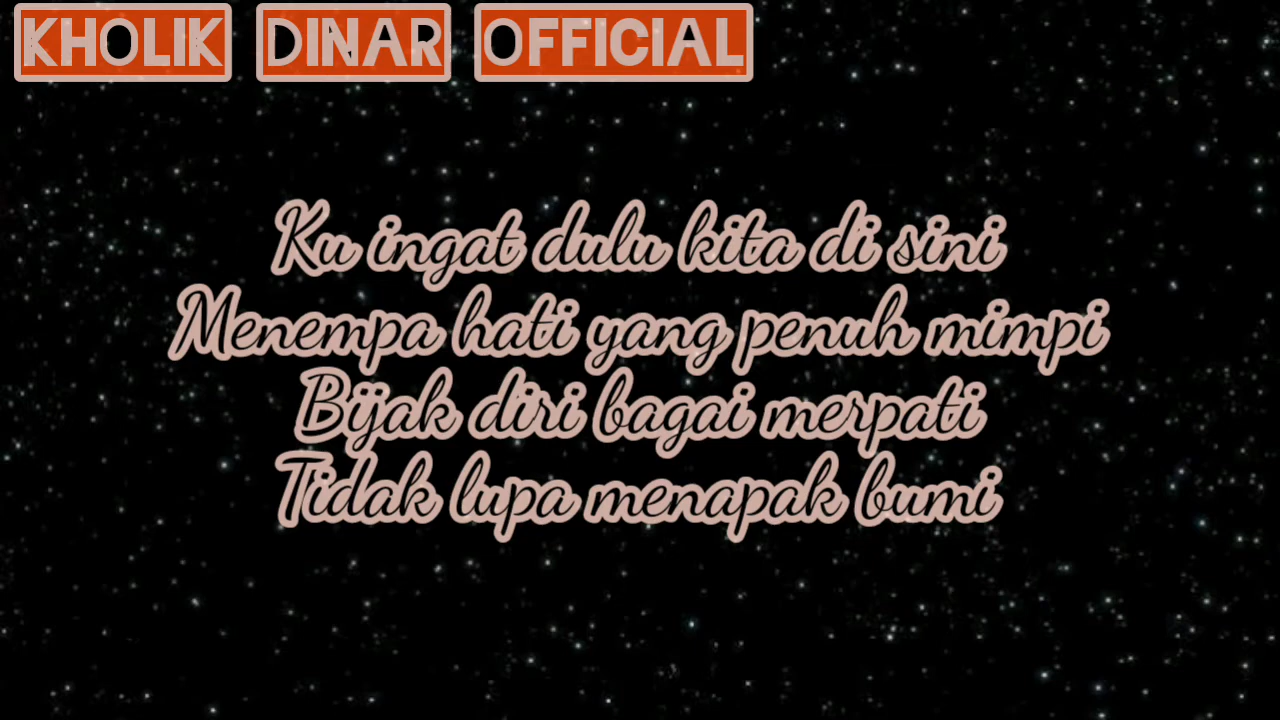 KHOLIK DINAR OFFICIAL
Ku ingat dulu kita di sini
Menempa hati yang penuh mimpi
Bijak diri bagai merpati
Tidak lupa menapak bumi